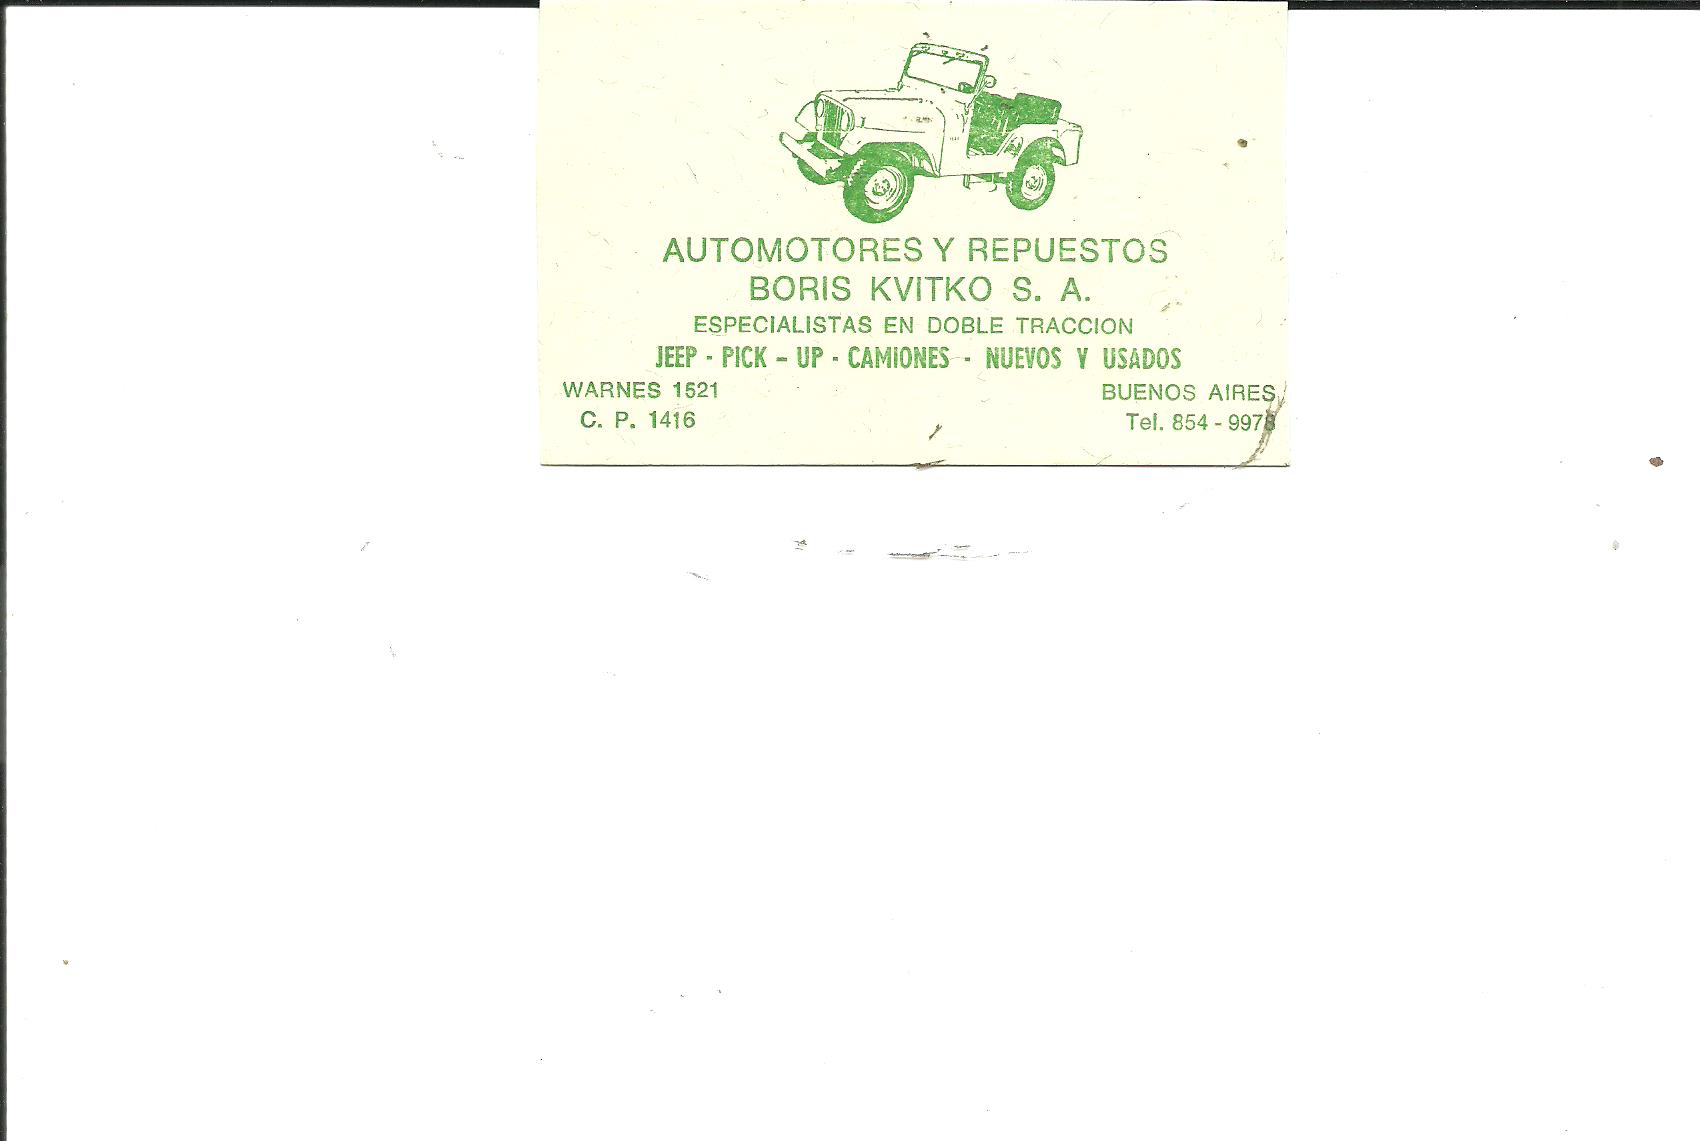 AUTOMOTORES Y REPUESTOS
BORIS KVITKO S. A.
ESPECIALISTAS EN DOBLE TRACCION
JEEP - PICK - UP - CAMIONES - NUEVOS Y USADOS
WARNES 1521
BUENOS AIRES
C. P. 1416
Tel. 854 - 9978